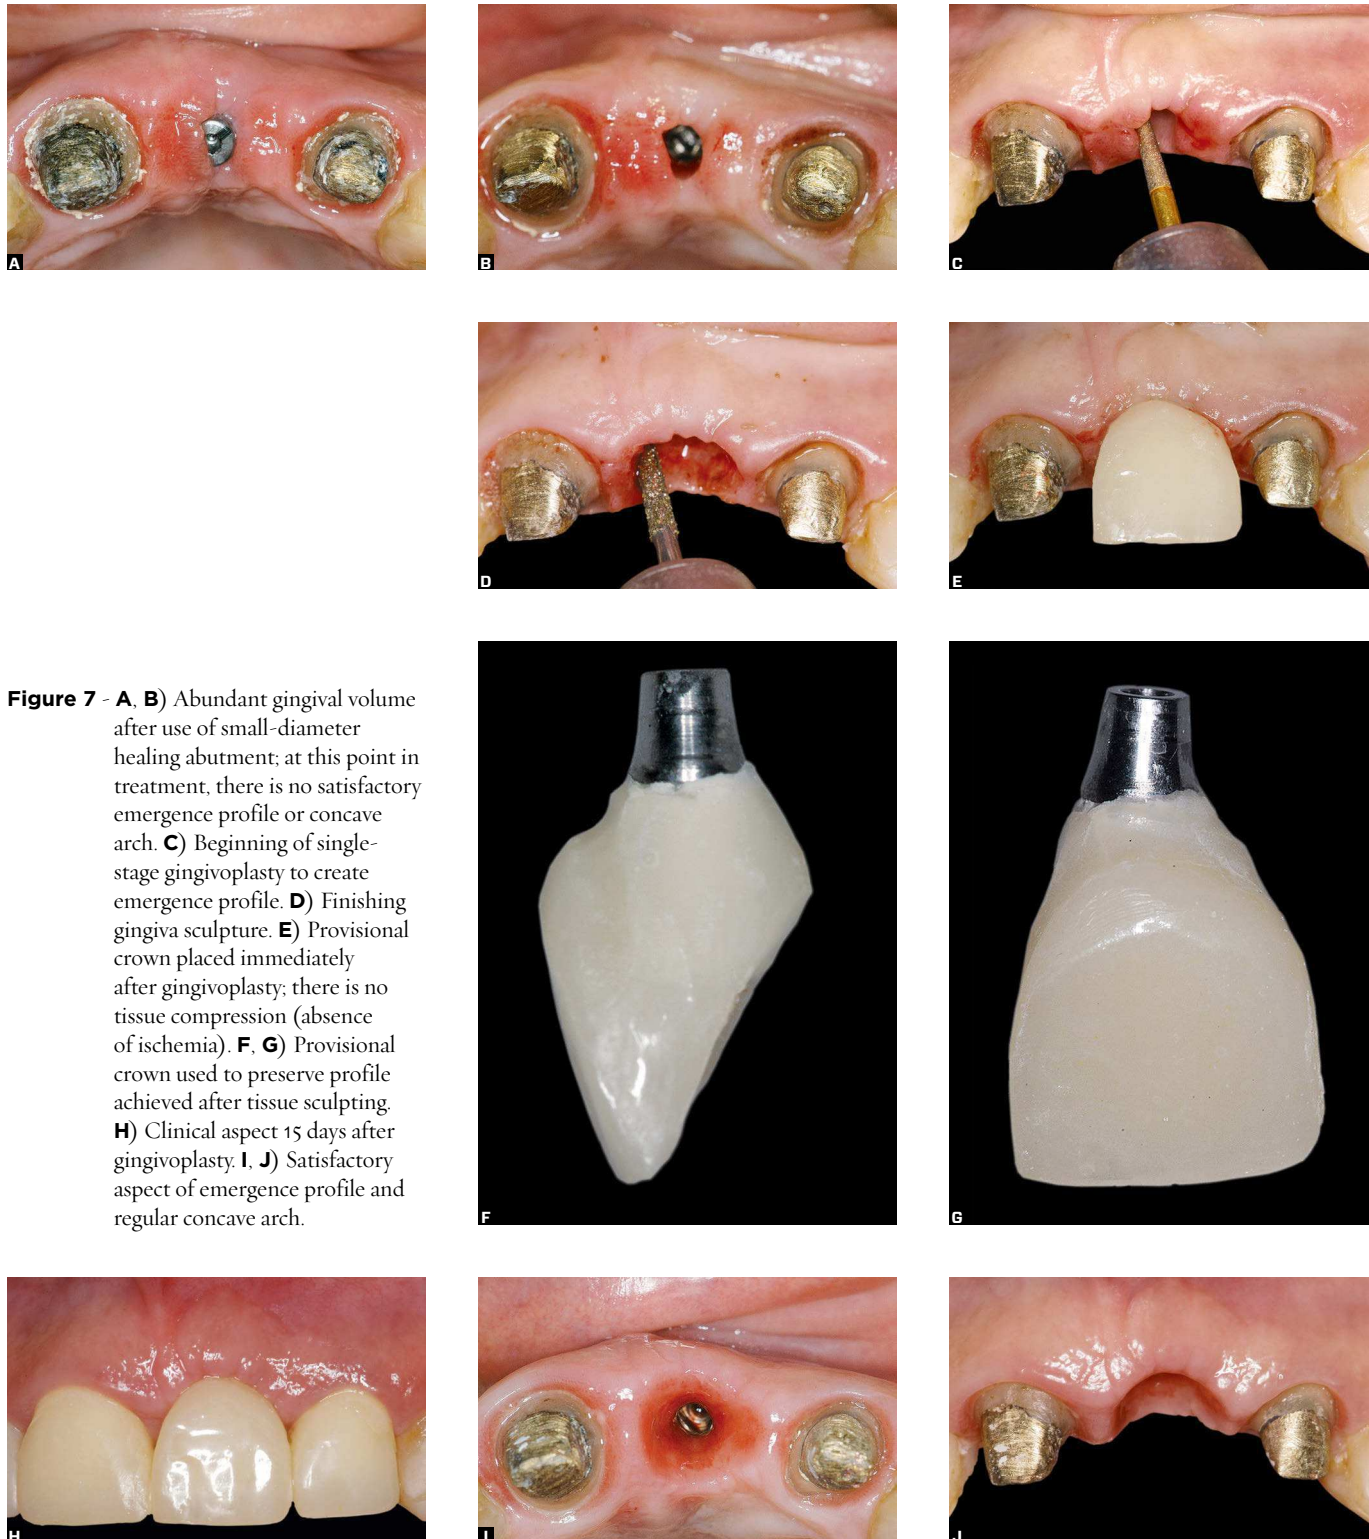 A
B
C
D
E
Figure 7 - A, B) Abundant gingival volume
after use of small-diameter
healing abutment; at this point in
treatment, there is no satisfactory
emergence profile or concave
arch. C) Beginning of single-
stage gingivoplasty to create
emergence profile. D) Finishing
gingiva sculpture. E) Provisional
crown placed immediately
after gingivoplasty; there is no
tissue compression (absence
of ischemia). F, G) Provisional
crown used to preserve profile
achieved after tissue sculpting.
H) Clinical aspect 15 days after
gingivoplasty. I, J) Satisfactory
aspect of emergence profile and
regular concave arch.
F
G
H
I
J